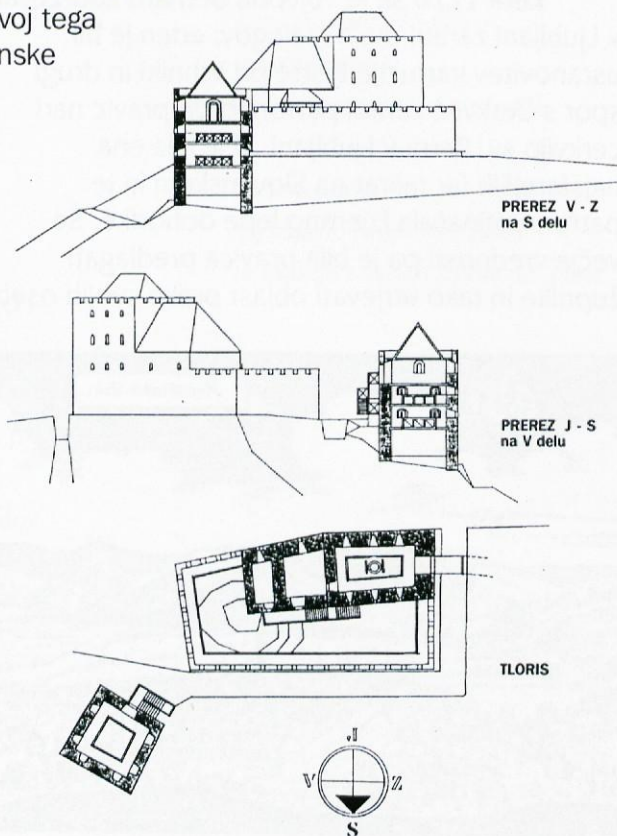 voj tega
nske
PREREZ V - Z
na S delu
PREREZ J - S
na V delu
TLORIS
J
V Z
S